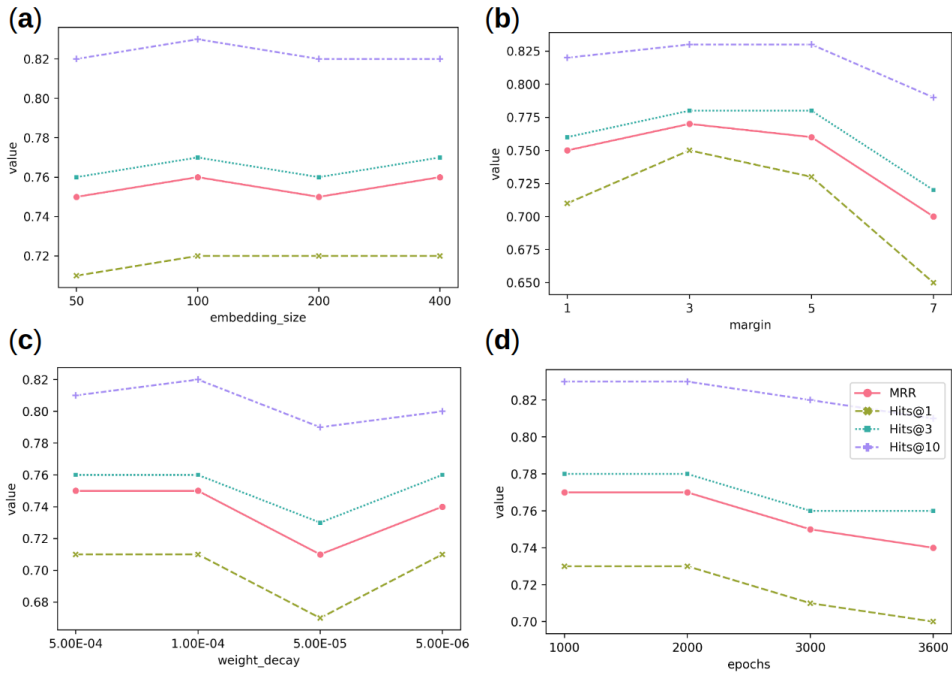 (a)
value
0.82
0.80
0.78
0.76
0.74
0.72
50 100 200 400
embedding_size
(b)
value
0.825
0.800
0.775
0.750
0.725
0.700
0.675
0.650
1 3 5 7
margin
(c)
value
0.82
0.80
0.78
0.76
0.74
0.72
0.70
0.68
5.00E-04 1.00E-04 5.00E-05 5.00E-06
weight_decay
(d)
value
0.82
0.80
0.78
0.76
0.74
0.72
0.70
1000 2000 3000 3600
epochs
MRR
Hits@1
Hits@3
Hits@10